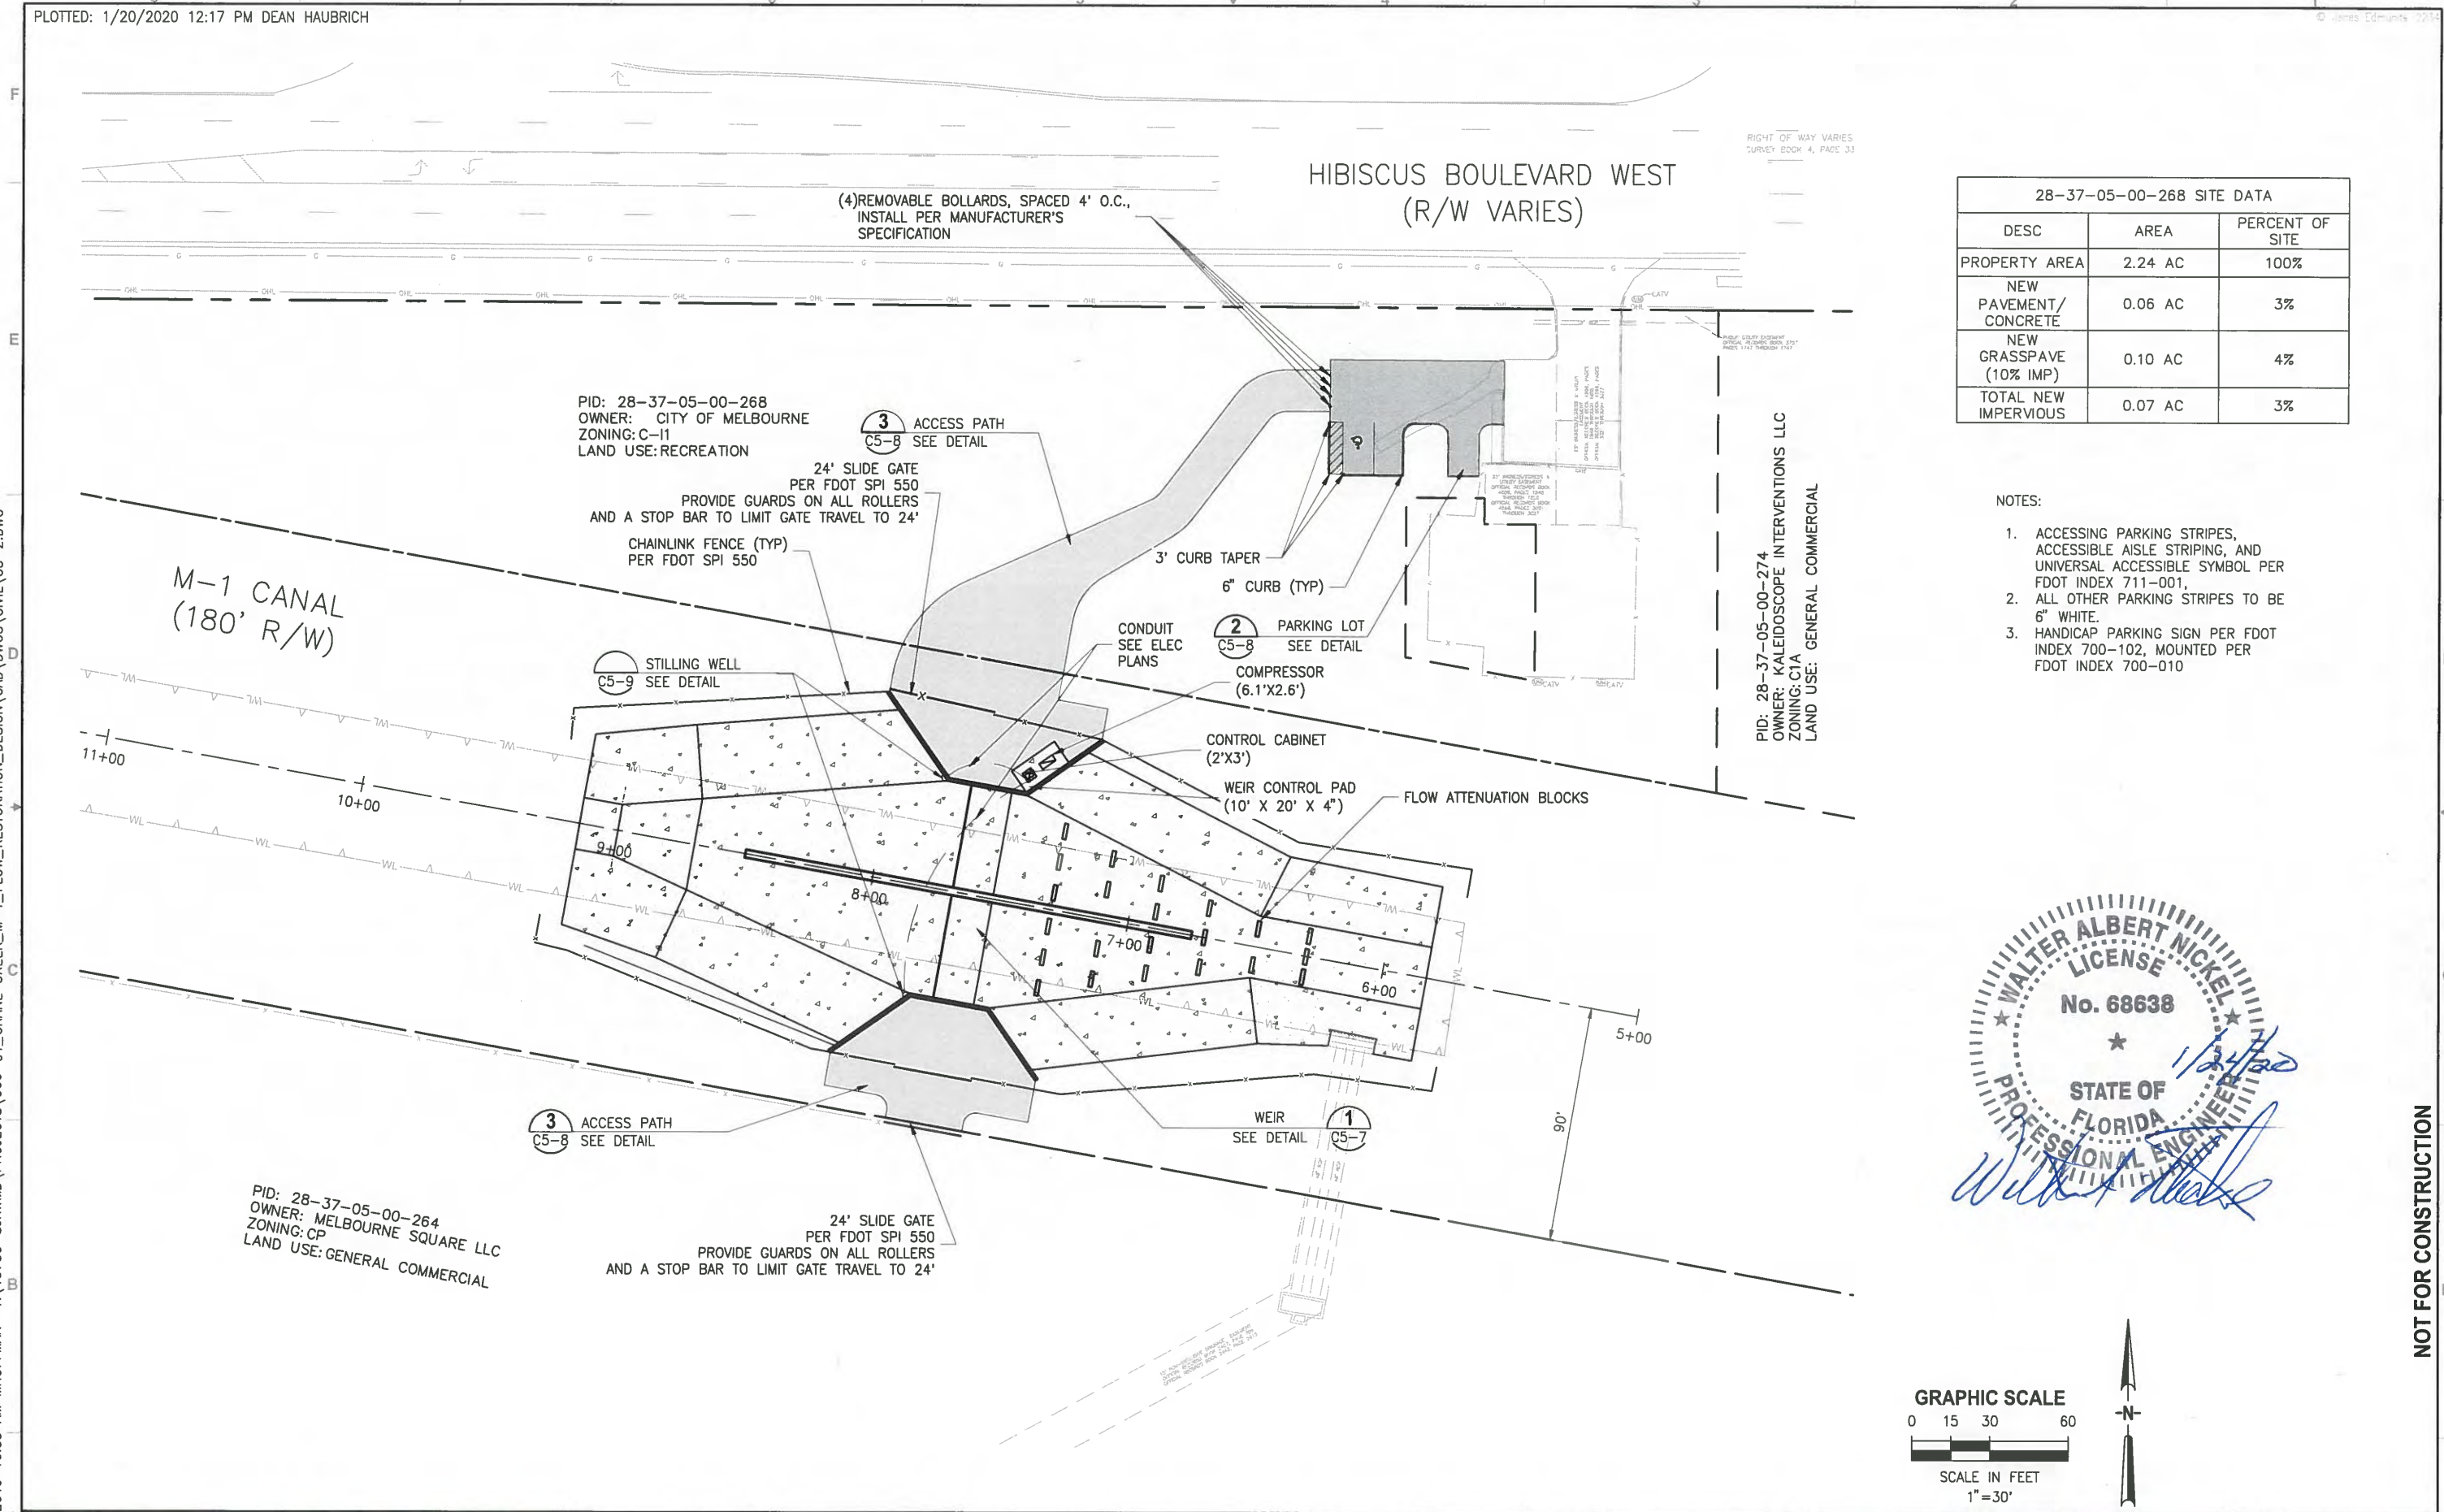 PLOTTED: 1/20/2020 12:17 PM DEAN HAUBRICH
F
E
D
C
B
RIGHT OF WAY VARIES
SURVEY BOOK 4, PAGE 33
HIBISCUS BOULEVARD WEST
(R/W VARIES)
(4)REMOVABLE BOLLARDS, SPACED 4' O.C.,
INSTALL PER MANUFACTURER'S
SPECIFICATION
28-37-05-00-268 SITE DATA
DESC AREA PERCENT OF
SITE
PROPERTY AREA 2.24 AC 100%
NEW
PAVEMENT/
CONCRETE 0.06 AC 3%
NEW
GRASSPAVE
(10% IMP) 0.10 AC 4%
TOTAL NEW
IMPERVIOUS 0.07 AC 3%
PID: 28-37-05-00-268
OWNER: CITY OF MELBOURNE
ZONING: C-I1
LAND USE: RECREATION
3 ACCESS PATH
C5-8 SEE DETAIL
24' SLIDE GATE
PER FDOT SPI 550
PROVIDE GUARDS ON ALL ROLLERS
AND A STOP BAR TO LIMIT GATE TRAVEL TO 24'
CHAINLINK FENCE (TYP)
PER FDOT SPI 550
3' CURB TAPER
6" CURB (TYP)
2 PARKING LOT
C5-8 SEE DETAIL
CONDUIT
SEE ELEC
PLANS
COMPRESSOR
(6.1'X2.6')
CONTROL CABINET
(2'X3')
WEIR CONTROL PAD
(10' X 20' X 4")
FLOW ATTENUATION BLOCKS
STILLING WELL
C5-9 SEE DETAIL
M-1 CANAL
(180' R/W)
PID: 28-37-05-00-274
OWNER: KALEIDOSCOPE INTERVENTIONS LLC
ZONING: C1A
LAND USE: GENERAL COMMERCIAL
NOTES:
1. ACCESSING PARKING STRIPES,
ACCESSIBLE AISLE STRIPING, AND
UNIVERSAL ACCESSIBLE SYMBOL PER
FDOT INDEX 711-001,
2. ALL OTHER PARKING STRIPES TO BE
6" WHITE.
3. HANDICAP PARKING SIGN PER FDOT
INDEX 700-102, MOUNTED PER
FDOT INDEX 700-010
11+00
10+00
9+00
8+00
7+00
6+00
5+00
90'
3 ACCESS PATH
C5-8 SEE DETAIL
WEIR 1
SEE DETAIL C5-7
24' SLIDE GATE
PER FDOT SPI 550
PROVIDE GUARDS ON ALL ROLLERS
AND A STOP BAR TO LIMIT GATE TRAVEL TO 24'
PID: 28-37-05-00-264
OWNER: MELBOURNE SQUARE LLC
ZONING: CP
LAND USE: GENERAL COMMERCIAL
WALTER ALBERT NICKEL
LICENSE
No. 68638
STATE OF
FLORIDA
PROFESSIONAL ENGINEER
1/24/20
NOT FOR CONSTRUCTION
GRAPHIC SCALE
0 15 30 60
SCALE IN FEET
1"=30'
-N-